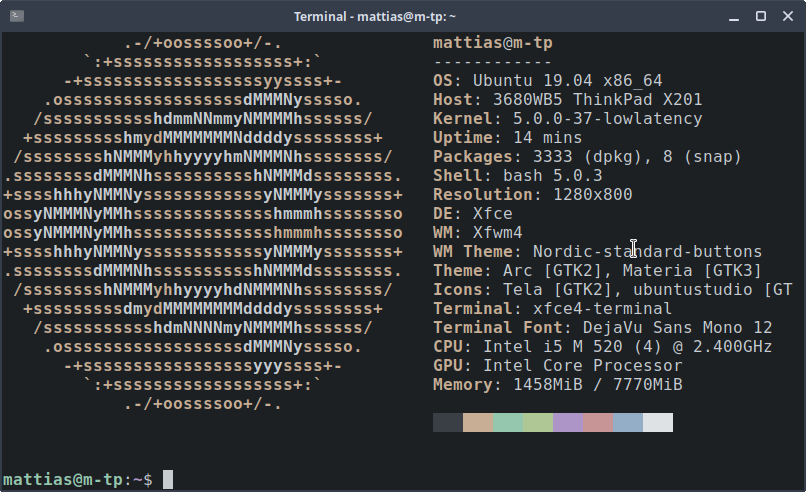 Terminal - mattias@m-tp: ~
.-/+oossssoo+/-.
`:+ssssssssssssssssss+:`
-+ssssssssssssssssssyyssss+-
.ossssssssssssssssssdMMMNysssso.
/ssssssssssshdmmNNmmyNMMMMhssssss/
+ssssssssshmydMMMMMMMNddddyssssssss+
/sssssssshNMMMyhhyyyyhmNMMMNhssssssss/
.ssssssssdMMMNhsssssssssshNMMMdssssssss.
+sssshhhyNMMNyssssssssssssyNMMMysssssss+
ossyNMMMNyMMhsssssssssssssshmmmhssssssso
ossyNMMMNyMMhsssssssssssssshmmmhssssssso
+sssshhhyNMMNyssssssssssssyNMMMysssssss+
.ssssssssdMMMNhsssssssssshNMMMdssssssss.
/sssssssshNMMMyhhyyyyhdNMMMNhssssssss/
+sssssssssdmydMMMMMMMMddddyssssssss+
/ssssssssssshdmNNNNmyNMMMMhssssss/
.ossssssssssssssssssdMMMNysssso.
-+sssssssssssssssssyyyssss+-
`:+ssssssssssssssssss+:`
.-/+oossssoo+/-.
mattias@m-tp
------------
OS: Ubuntu 19.04 x86_64
Host: 3680WB5 ThinkPad X201
Kernel: 5.0.0-37-lowlatency
Uptime: 14 mins
Packages: 3333 (dpkg), 8 (snap)
Shell: bash 5.0.3
Resolution: 1280x800
DE: Xfce
WM: Xfwm4
WM Theme: Nordic-standard-buttons
Theme: Arc [GTK2], Materia [GTK3]
Icons: Tela [GTK2], ubuntustudio [GT
Terminal: xfce4-terminal
Terminal Font: DejaVu Sans Mono 12
CPU: Intel i5 M 520 (4) @ 2.400GHz
GPU: Intel Core Processor
Memory: 1458MiB / 7770MiB
mattias@m-tp:~$